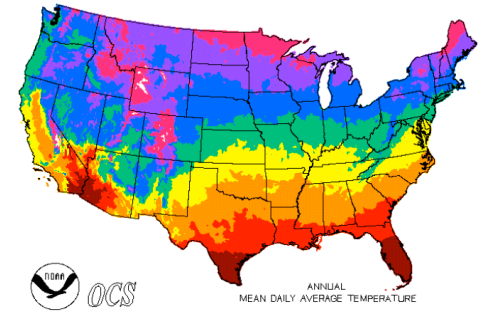 NOAA
OCS
ANNUAL
MEAN DAILY AVERAGE TEMPERATURE